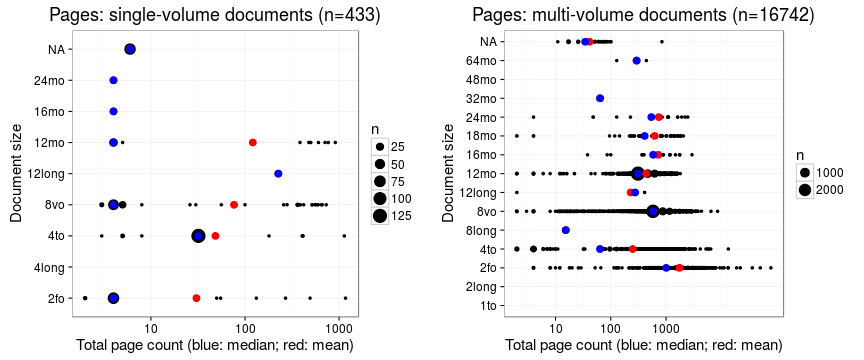 Pages: single-volume documents (n=433)
NA
24mo
16mo
12mo
12long
8vo
4to
4long
2fo
Document size
10
100
1000
Total page count (blue: median; red: mean)
n
25
50
75
100
125
Pages: multi-volume documents (n=16742)
NA
64mo
48mo
32mo
24mo
18mo
16mo
12mo
12long
8vo
8long
4to
2fo
2long
1to
Document size
10
100
1000
Total page count (blue: median; red: mean)
n
1000
2000